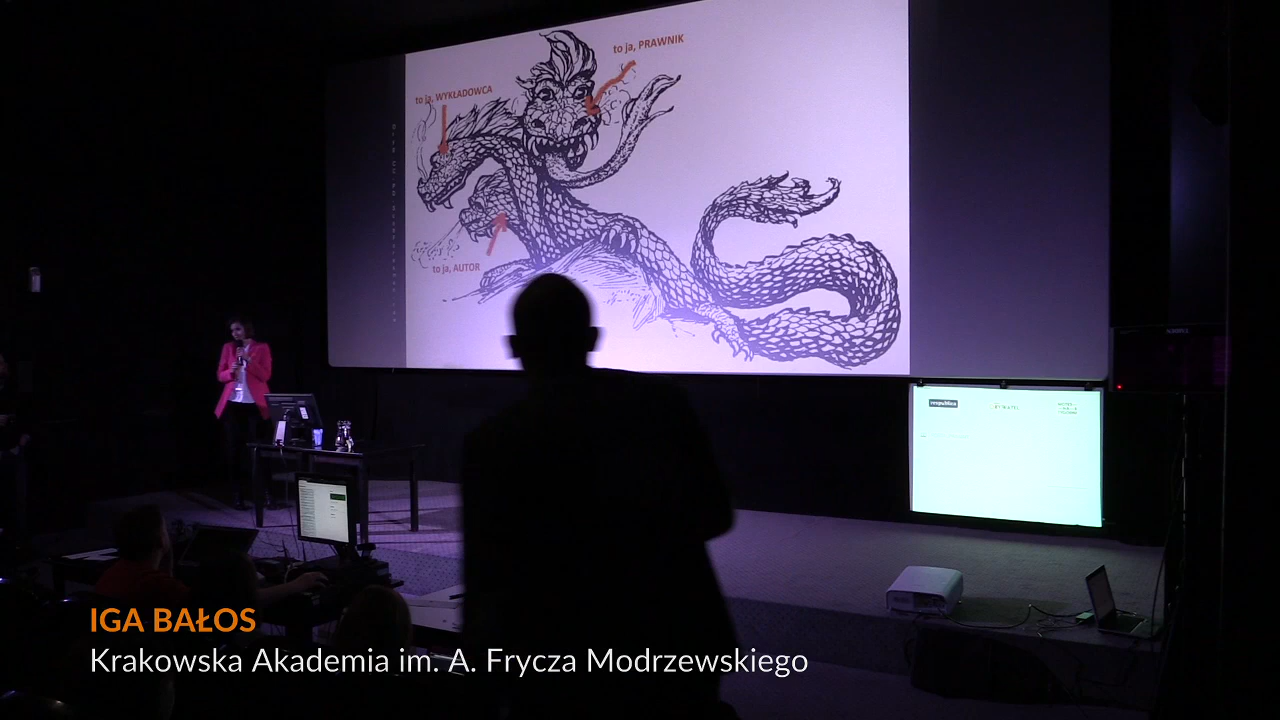 to ja, PRAWNIK
to ja, WYKŁADOWCA
to ja, AUTOR
IGA BAŁOS
Krakowska Akademia im. A. Frycza Modrzewskiego